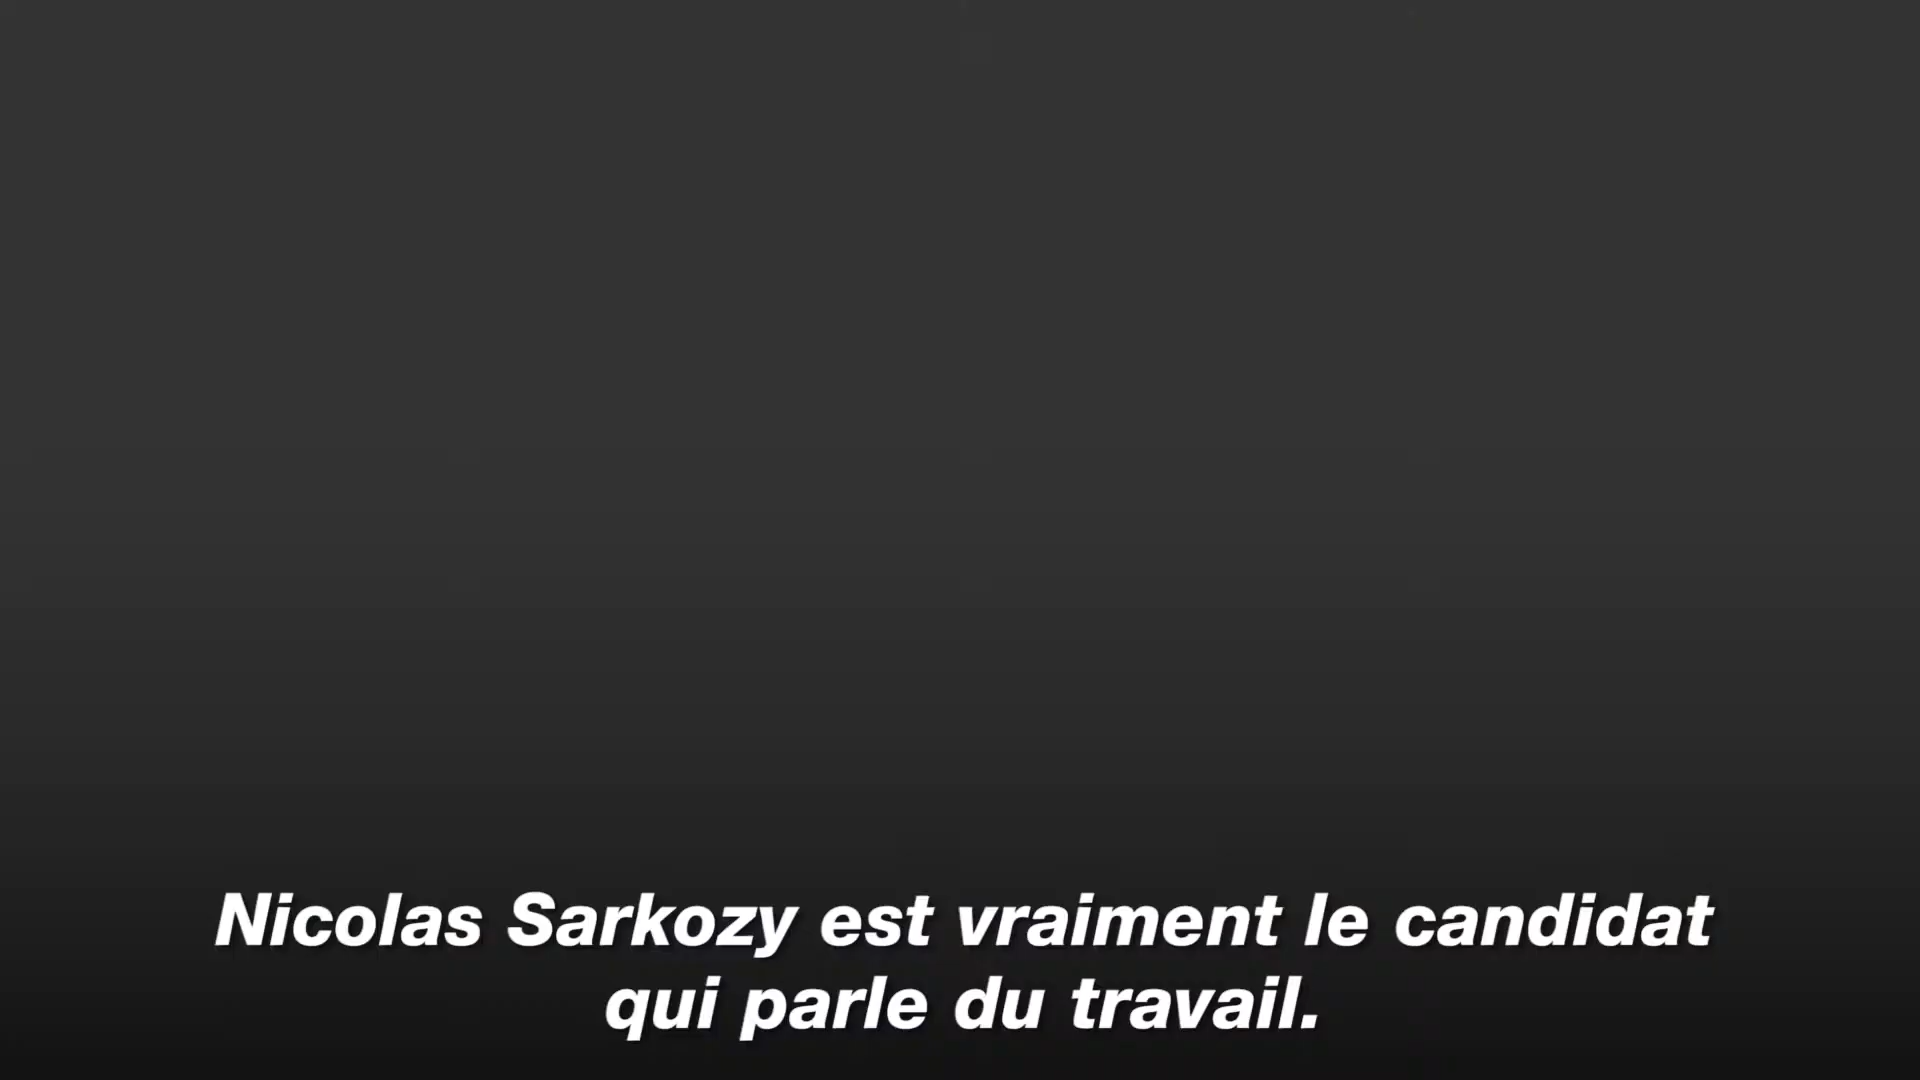 Nicolas Sarkozy est vraiment le candidat
qui parle du travail.